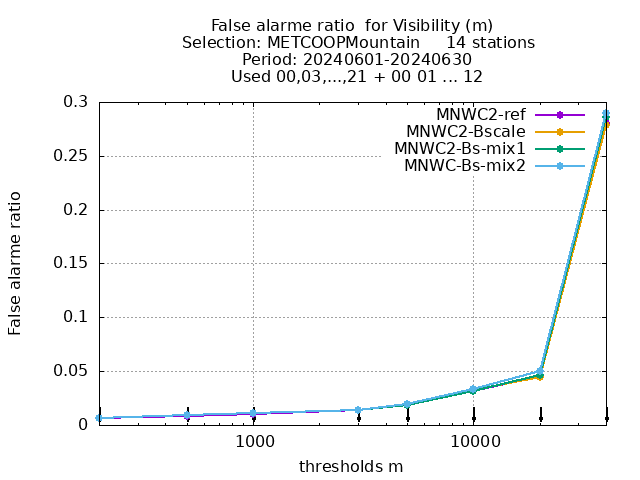 False alarme ratio  for Visibility (m)
Selection: METCOOPMountain     14 stations
Period: 20240601-20240630
Used 00,03,...,21 + 00 01 ... 12
MNWC2-ref
MNWC2-Bscale
MNWC2-Bs-mix1
MNWC-Bs-mix2
False alarme ratio
0.3
0.25
0.2
0.15
0.1
0.05
0
1000
10000
thresholds m